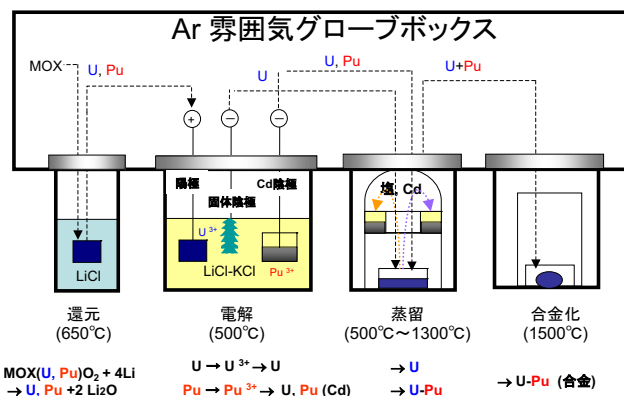 Ar 雰囲気グローブボックス
MOX
U, Pu
U
U, Pu
U+Pu
+
−
−
陽極
固体陰極
Cd陰極
塩, Cd
U 3+
Pu 3+
LiCl
LiCl-KCl
還元
(650℃)
電解
(500℃)
蒸留
(500℃～1300℃)
合金化
(1500℃)
MOX(U, Pu)O2 + 4Li
→ U, Pu +2 Li2O
U → U 3+ → U
Pu → Pu 3+ → U, Pu (Cd)
→ U
→ U-Pu
→ U-Pu (合金)